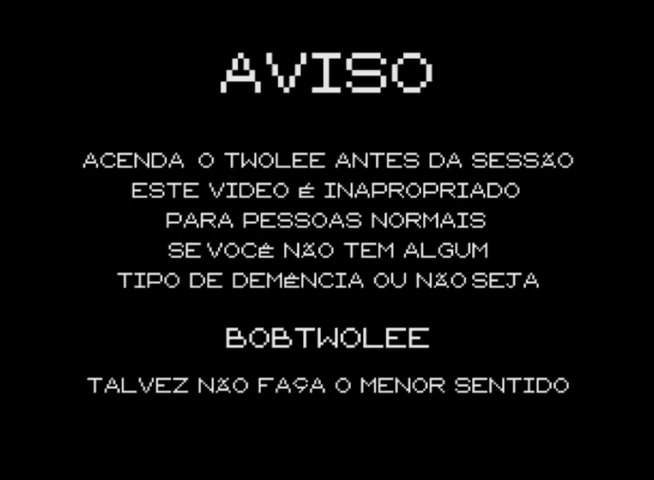 AVISO
ACENDA O TWOLEE ANTES DA SESSÃO
ESTE VIDEO É INAPROPRIADO
PARA PESSOAS NORMAIS
SE VOCÊ NÃO TEM ALGUM
TIPO DE DEMÊNCIA OU NÃO SEJA
BOBTWOLEE
TALVEZ NÃO FAÇA O MENOR SENTIDO